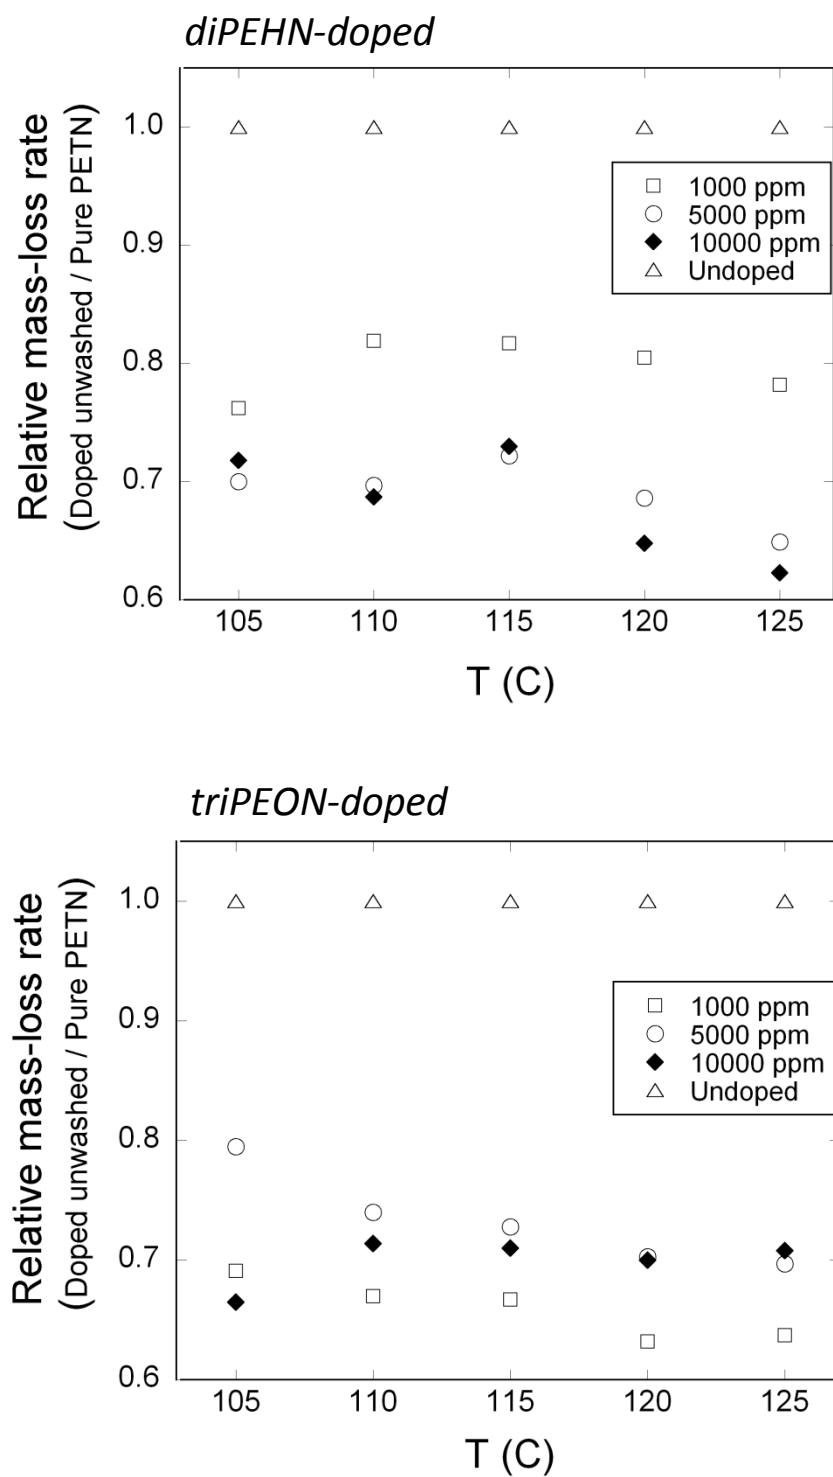 diPEHN-doped
Relative mass-loss rate
(Doped unwashed / Pure PETN)
1.0
0.9
0.8
0.7
0.6
1000 ppm
5000 ppm
10000 ppm
Undoped
105 110 115 120 125
T (C)
triPEON-doped
Relative mass-loss rate
(Doped unwashed / Pure PETN)
1.0
0.9
0.8
0.7
0.6
1000 ppm
5000 ppm
10000 ppm
Undoped
105 110 115 120 125
T (C)